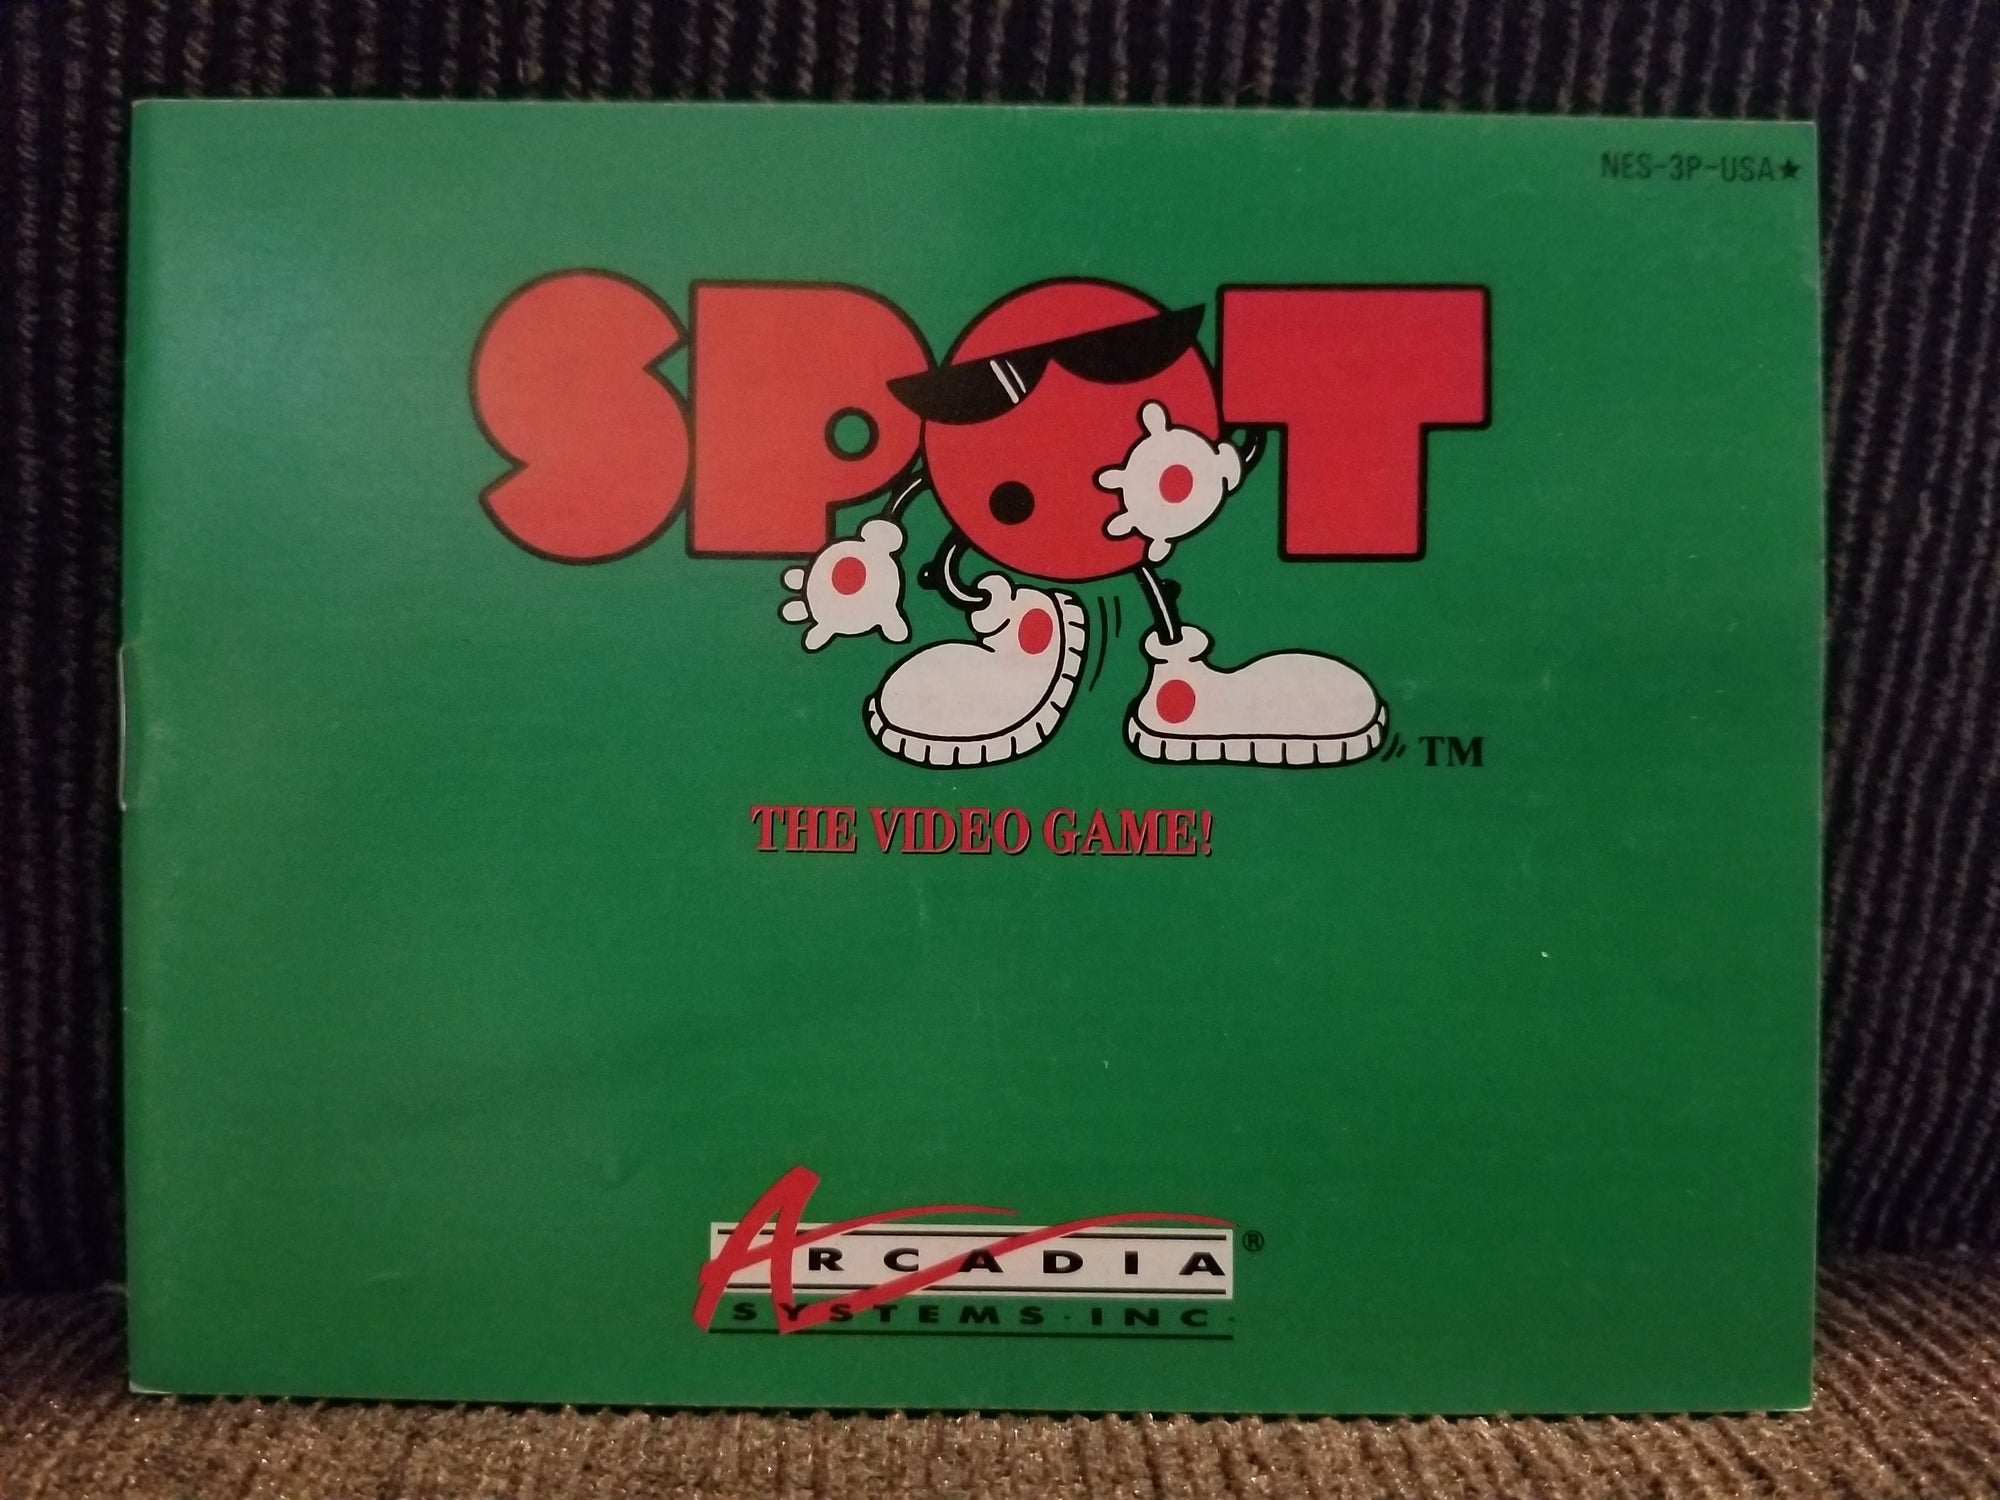 NES-3P-USA★
SPOT
TM
THE VIDEO GAME!
ARCADIA®
SYSTEMS·INC·